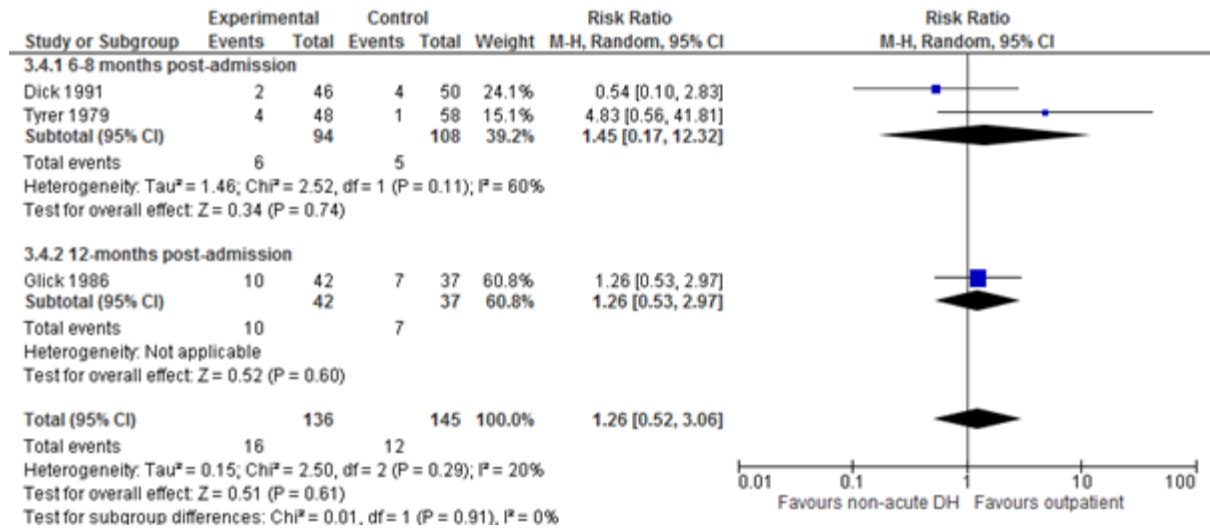 Experimental Control Risk Ratio Risk Ratio
Study or Subgroup Events Total Events Total Weight M-H, Random, 95% CI M-H, Random, 95% CI
3.4.1 6-8 months post-admission
Dick 1991 2 46 4 50 24.1% 0.54 [0.10, 2.83]
Tyrer 1979 4 48 1 58 15.1% 4.83 [0.56, 41.81]
Subtotal (95% CI) 94 108 39.2% 1.45 [0.17, 12.32]
Total events 6 5
Heterogeneity: Tau² = 1.46; Chi² = 2.52, df = 1 (P = 0.11); I² = 60%
Test for overall effect: Z = 0.34 (P = 0.74)
3.4.2 12-months post-admission
Glick 1986 10 42 7 37 60.8% 1.26 [0.53, 2.97]
Subtotal (95% CI) 42 37 60.8% 1.26 [0.53, 2.97]
Total events 10 7
Heterogeneity: Not applicable
Test for overall effect: Z = 0.52 (P = 0.60)
Total (95% CI) 136 145 100.0% 1.26 [0.52, 3.06]
Total events 16 12
Heterogeneity: Tau² = 0.15; Chi² = 2.50, df = 2 (P = 0.29); I² = 20%
Test for overall effect: Z = 0.51 (P = 0.61)
Test for subgroup differences: Chi² = 0.01, df = 1 (P = 0.91), I² = 0%
0.01 0.1 1 10 100
Favours non-acute DH Favours outpatient